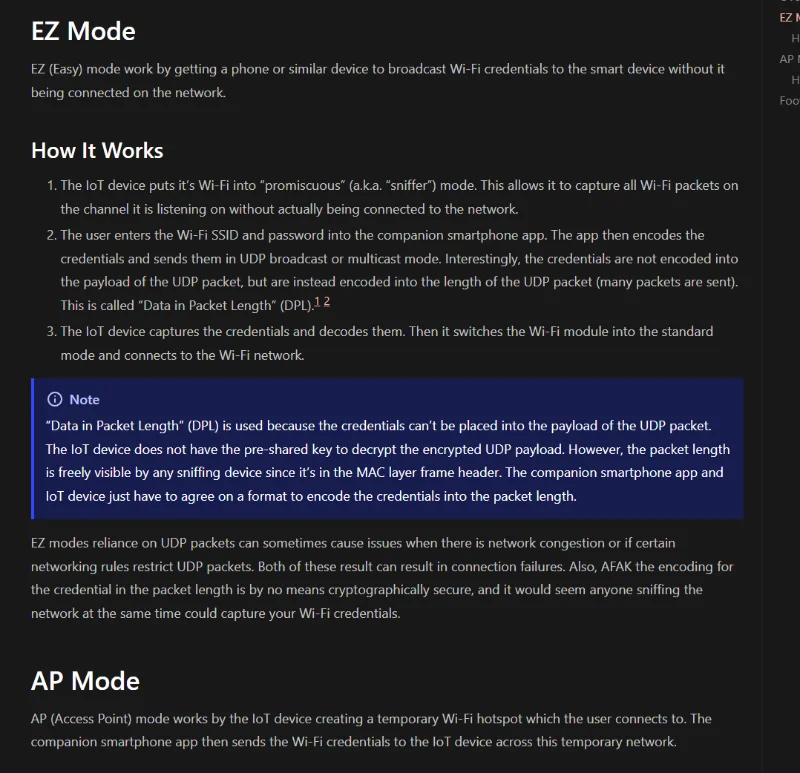 EZ Mode
EZ (Easy) mode work by getting a phone or similar device to broadcast Wi-Fi credentials to the smart device without it
being connected on the network.
How It Works
1. The IoT device puts it's Wi-Fi into "promiscuous" (a.k.a. "sniffer") mode. This allows it to capture all Wi-Fi packets on
the channel it is listening on without actually being connected to the network.
2. The user enters the Wi-Fi SSID and password into the companion smartphone app. The app then encodes the
credentials and sends them in UDP broadcast or multicast mode. Interestingly, the credentials are not encoded into
the payload of the UDP packet, but are instead encoded into the length of the UDP packet (many packets are sent).
This is called "Data in Packet Length" (DPL).1 2
3. The IoT device captures the credentials and decodes them. Then it switches the Wi-Fi module into the standard
mode and connects to the Wi-Fi network.
Note
"Data in Packet Length" (DPL) is used because the credentials can't be placed into the payload of the UDP packet.
The IoT device does not have the pre-shared key to decrypt the encrypted UDP payload. However, the packet length
is freely visible by any sniffing device since it's in the MAC layer frame header. The companion smartphone app and
IoT device just have to agree on a format to encode the credentials into the packet length.
EZ modes reliance on UDP packets can sometimes cause issues when there is network congestion or if certain
networking rules restrict UDP packets. Both of these result can result in connection failures. Also, AFAK the encoding for
the credential in the packet length is by no means cryptographically secure, and it would seem anyone sniffing the
network at the same time could capture your Wi-Fi credentials.
AP Mode
AP (Access Point) mode works by the IoT device creating a temporary Wi-Fi hotspot which the user connects to. The
companion smartphone app then sends the Wi-Fi credentials to the IoT device across this temporary network.
EZ M
H
AP
H
Foo